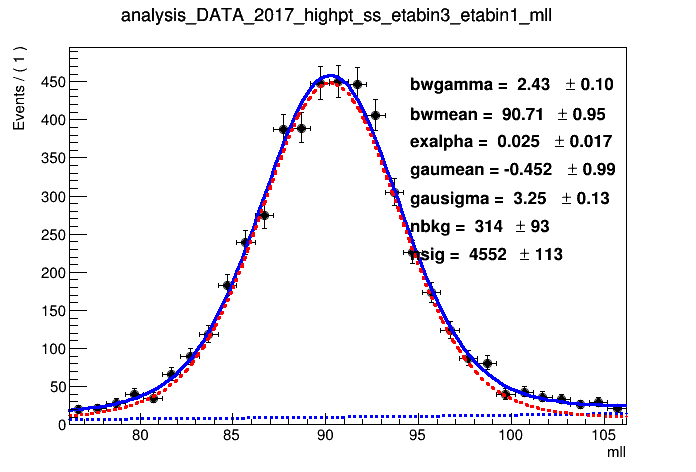 analysis_DATA_2017_highpt_ss_etabin3_etabin1_mll
Events / ( 1 )
450
400
350
300
250
200
150
100
50
0
bwgamma = 2.43 ± 0.10
bwmean = 90.71 ± 0.95
exalpha = 0.025 ± 0.017
gaumean = -0.452 ± 0.99
gausigma = 3.25 ± 0.13
nbkg = 314 ± 93
nsig = 4552 ± 113
80 85 90 95 100 105
mll